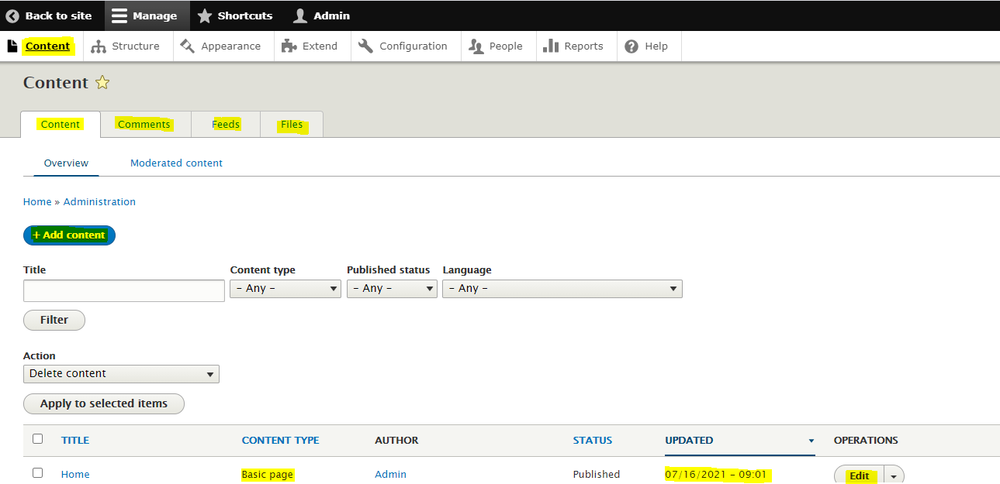 Back to site Manage Shortcuts Admin
Content Structure Appearance Extend Configuration People Reports Help
Content
Content Comments Feeds Files
Overview Moderated content
Home » Administration
+ Add content
Title Content type Published status Language
- Any - - Any - - Any -
Filter
Action
Delete content
Apply to selected items
TITLE CONTENT TYPE AUTHOR STATUS UPDATED OPERATIONS
Home Basic page Admin Published 07/16/2021 - 09:01 Edit